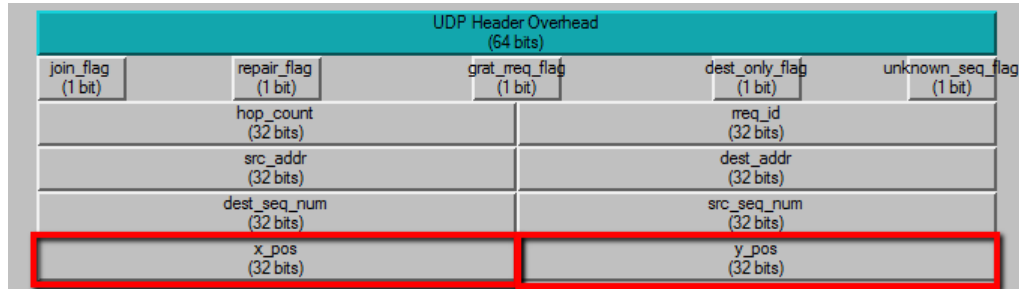 UDP Header Overhead
(64 bits)
join_flag repair_flag grat_rreq_flag dest_only_flag unknown_seq_flag
(1 bit) (1 bit) (1 bit) (1 bit) (1 bit)
hop_count rreq_id
(32 bits) (32 bits)
src_addr dest_addr
(32 bits) (32 bits)
dest_seq_num src_seq_num
(32 bits) (32 bits)
x_pos y_pos
(32 bits) (32 bits)